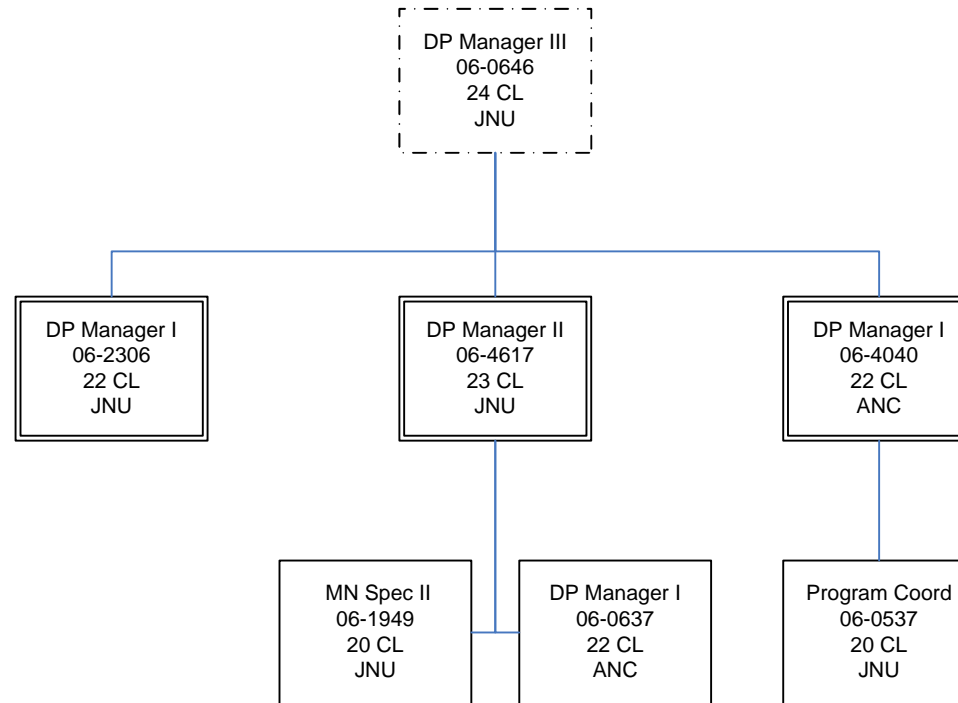 DP Manager III
06-0646
24 CL
JNU
DP Manager I
06-2306
22 CL
JNU
DP Manager II
06-4617
23 CL
JNU
DP Manager I
06-4040
22 CL
ANC
MN Spec II
06-1949
20 CL
JNU
DP Manager I
06-0637
22 CL
ANC
Program Coord
06-0537
20 CL
JNU